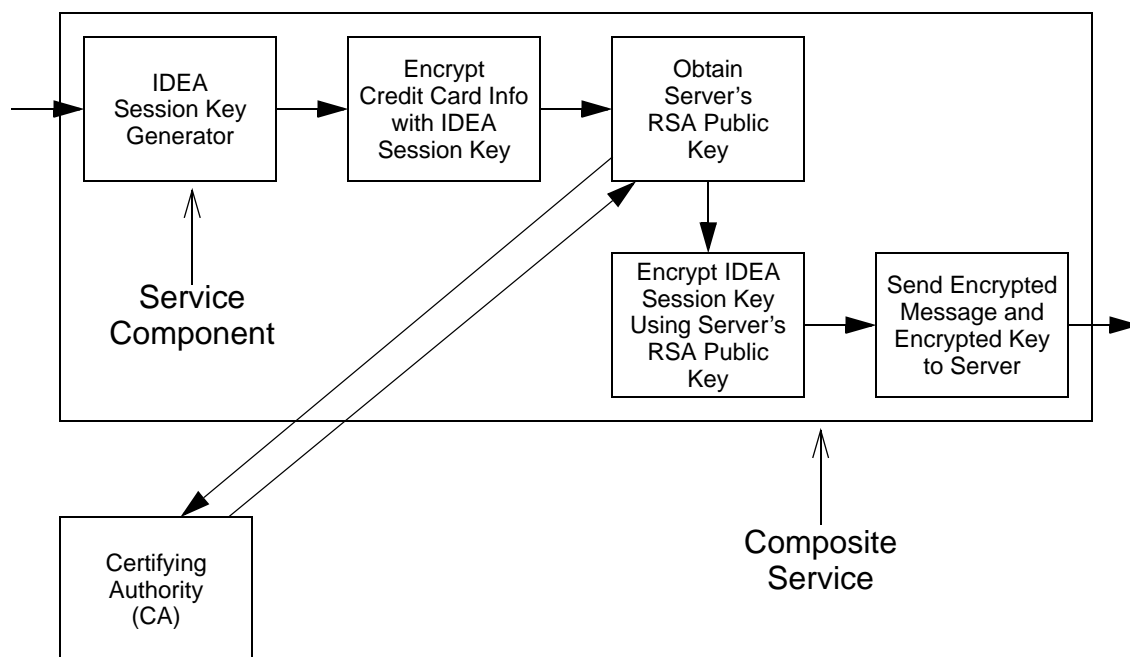 IDEA
Session Key
Generator
Encrypt
Credit Card Info
with IDEA
Session Key
Obtain
Server's
RSA Public
Key
Service
Component
Encrypt IDEA
Session Key
Using Server's
RSA Public
Key
Send Encrypted
Message and
Encrypted Key
to Server
Certifying
Authority
(CA)
Composite
Service